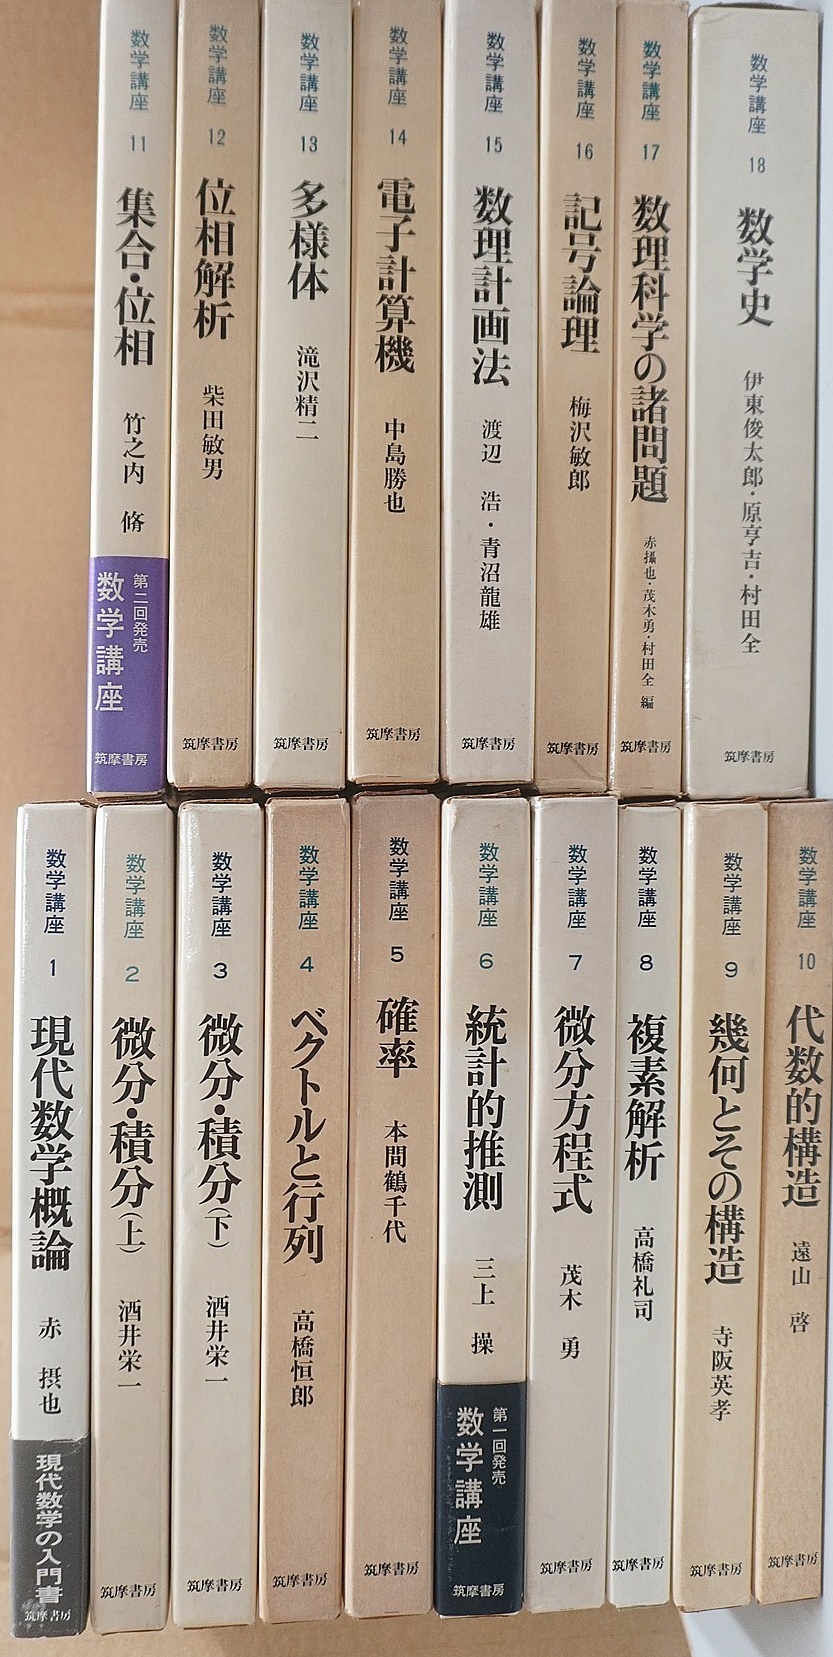 数学講座 11 集合・位相 竹之内 脩
第二回発売
数学講座
筑摩書房
数学講座 12 位相解析 柴田敏男 筑摩書房
数学講座 13 多様体 滝沢精二 筑摩書房
数学講座 14 電子計算機 中島勝也 筑摩書房
数学講座 15 数理計画法 渡辺 浩・青沼龍雄 筑摩書房
数学講座 16 記号論理 梅沢敏郎 筑摩書房
数学講座 17 数理科学の諸問題 赤攝也・茂木勇・村田全 編 筑摩書房
数学講座 18 数学史 伊東俊太郎・原亨吉・村田全 筑摩書房
数学講座 1 現代数学概論 赤 摂也
現代数学の入門書
筑摩書房
数学講座 2 微分・積分(上) 酒井栄一 筑摩書房
数学講座 3 微分・積分(下) 酒井栄一 筑摩書房
数学講座 4 ベクトルと行列 高橋恒郎 筑摩書房
数学講座 5 確率 本間鶴千代 筑摩書房
数学講座 6 統計的推測 三上 操
第一回発売
数学講座
筑摩書房
数学講座 7 微分方程式 茂木 勇 筑摩書房
数学講座 8 複素解析 高橋礼司 筑摩書房
数学講座 9 幾何とその構造 寺阪英孝 筑摩書房
数学講座 10 代数的構造 遠山 啓 筑摩書房